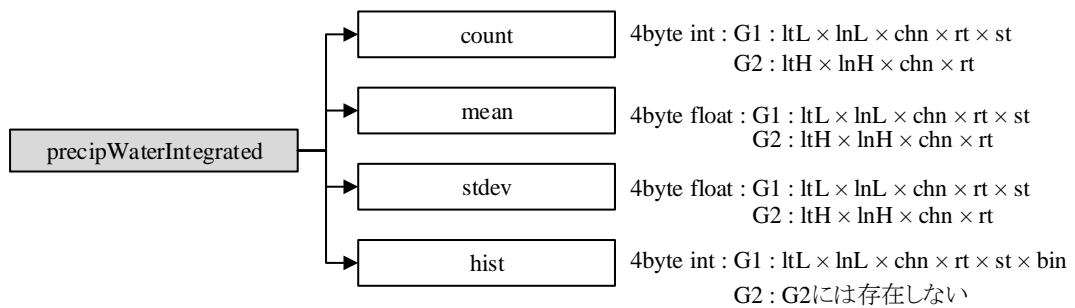 count
4byte int : G1 : ltL × lnL × chn × rt × st
G2 : ltH × lnH × chn × rt
mean
4byte float : G1 : ltL × lnL × chn × rt × st
G2 : ltH × lnH × chn × rt
precipWaterIntegrated
stdev
4byte float : G1 : ltL × lnL × chn × rt × st
G2 : ltH × lnH × chn × rt
hist
4byte int : G1 : ltL × lnL × chn × rt × st × bin
G2 : G2には存在しない